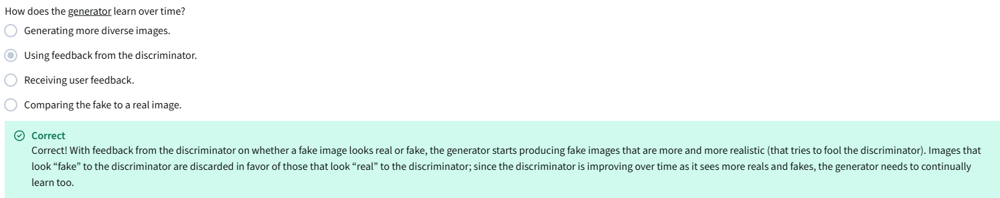 How does the generator learn over time?
Generating more diverse images.
Using feedback from the discriminator.
Receiving user feedback.
Comparing the fake to a real image.
Correct
Correct! With feedback from the discriminator on whether a fake image looks real or fake, the generator starts producing fake images that are more and more realistic (that tries to fool the discriminator). Images that
look “fake” to the discriminator are discarded in favor of those that look “real” to the discriminator; since the discriminator is improving over time as it sees more reals and fakes, the generator needs to continually
learn too.